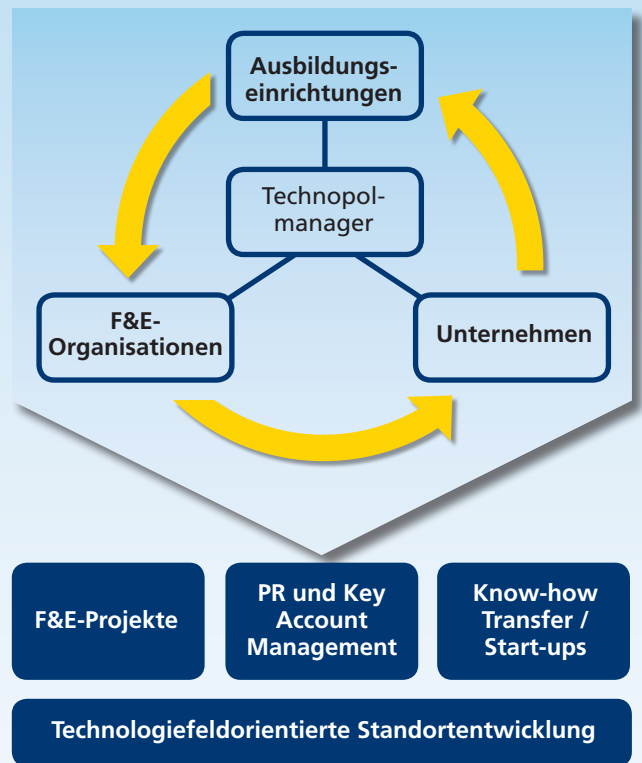 Ausbildungs-
einrichtungen
Technopol-
manager
F&E-
Organisationen
Unternehmen
F&E-Projekte
PR und Key
Account
Management
Know-how
Transfer /
Start-ups
Technologiefeldorientierte Standortentwicklung